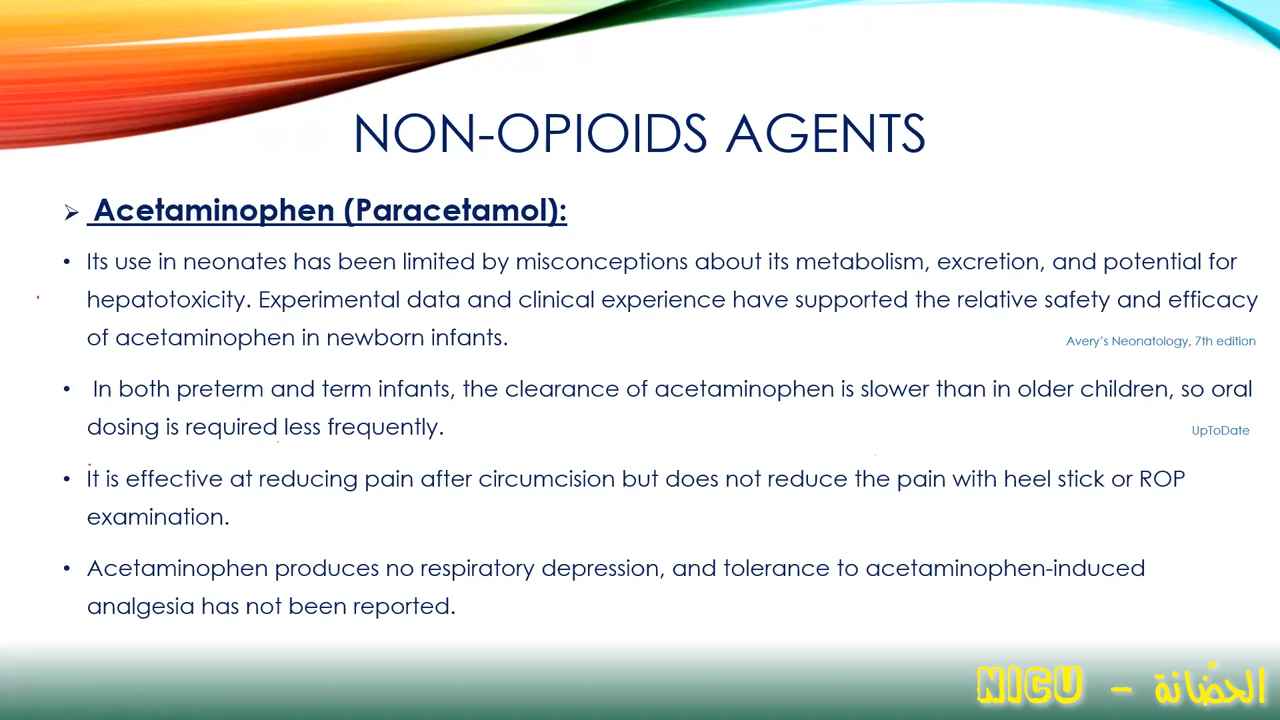 NON-OPIOIDS AGENTS
➢ Acetaminophen (Paracetamol):
• Its use in neonates has been limited by misconceptions about its metabolism, excretion, and potential for
hepatotoxicity. Experimental data and clinical experience have supported the relative safety and efficacy
of acetaminophen in newborn infants.
Avery's Neonatology, 7th edition
• In both preterm and term infants, the clearance of acetaminophen is slower than in older children, so oral
dosing is required less frequently.
UpToDate
• It is effective at reducing pain after circumcision but does not reduce the pain with heel stick or ROP
examination.
• Acetaminophen produces no respiratory depression, and tolerance to acetaminophen-induced
analgesia has not been reported.
NICU - الحضّانة